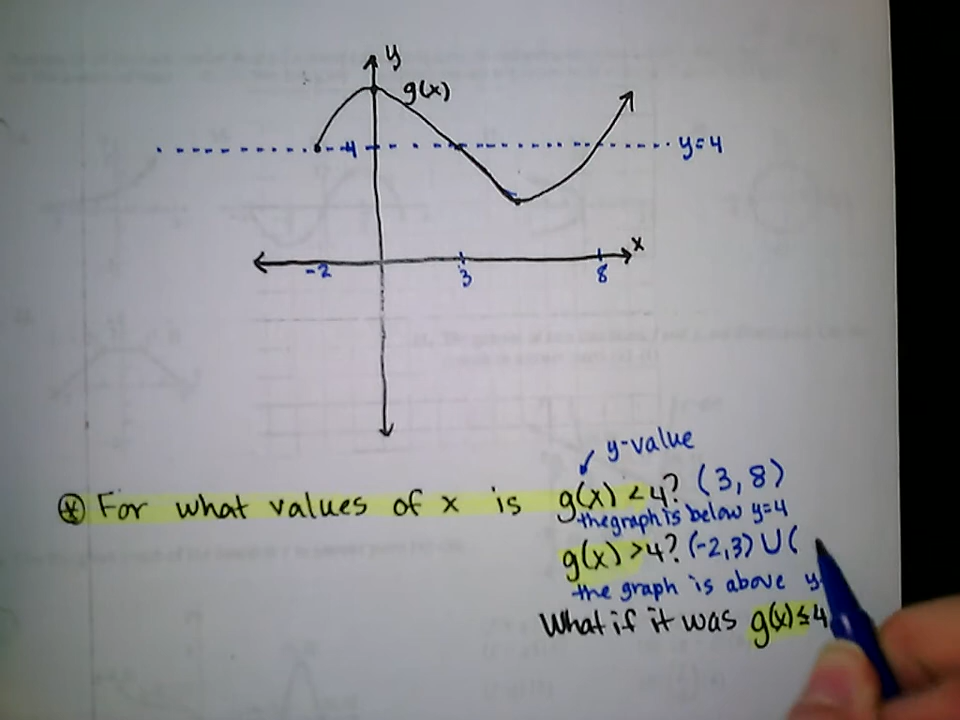 y
g(x)
4
y=4
x
-2
3
8
y-value
⊛ For what values of x is g(x) < 4? (3, 8)
the graph is below y=4
g(x) > 4? (-2,3) ∪ (
the graph is above y
What if it was g(x) ≤ 4